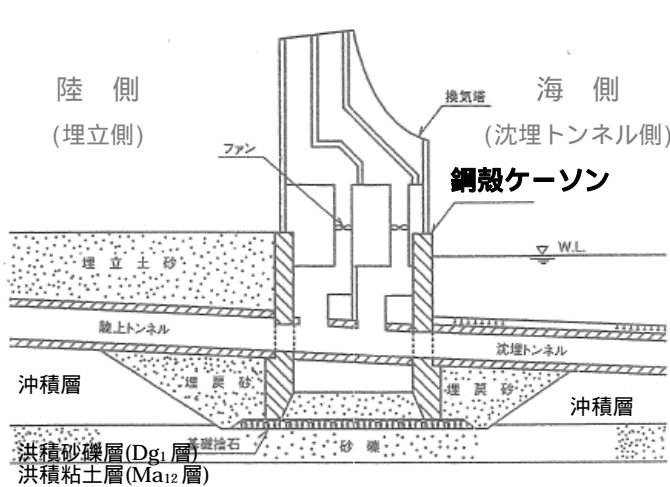 陸 側
(埋立側)
海 側
(沈埋トンネル側)
換気塔
ファン
鋼殻ケーソン
W.L.
埋立土砂
陸上トンネル
沈埋トンネル
沖積層
埋戻砂
埋戻砂
沖積層
基礎捨石
砂礫
洪積砂礫層(Dg₁層)
洪積粘土層(Ma₁₂層)